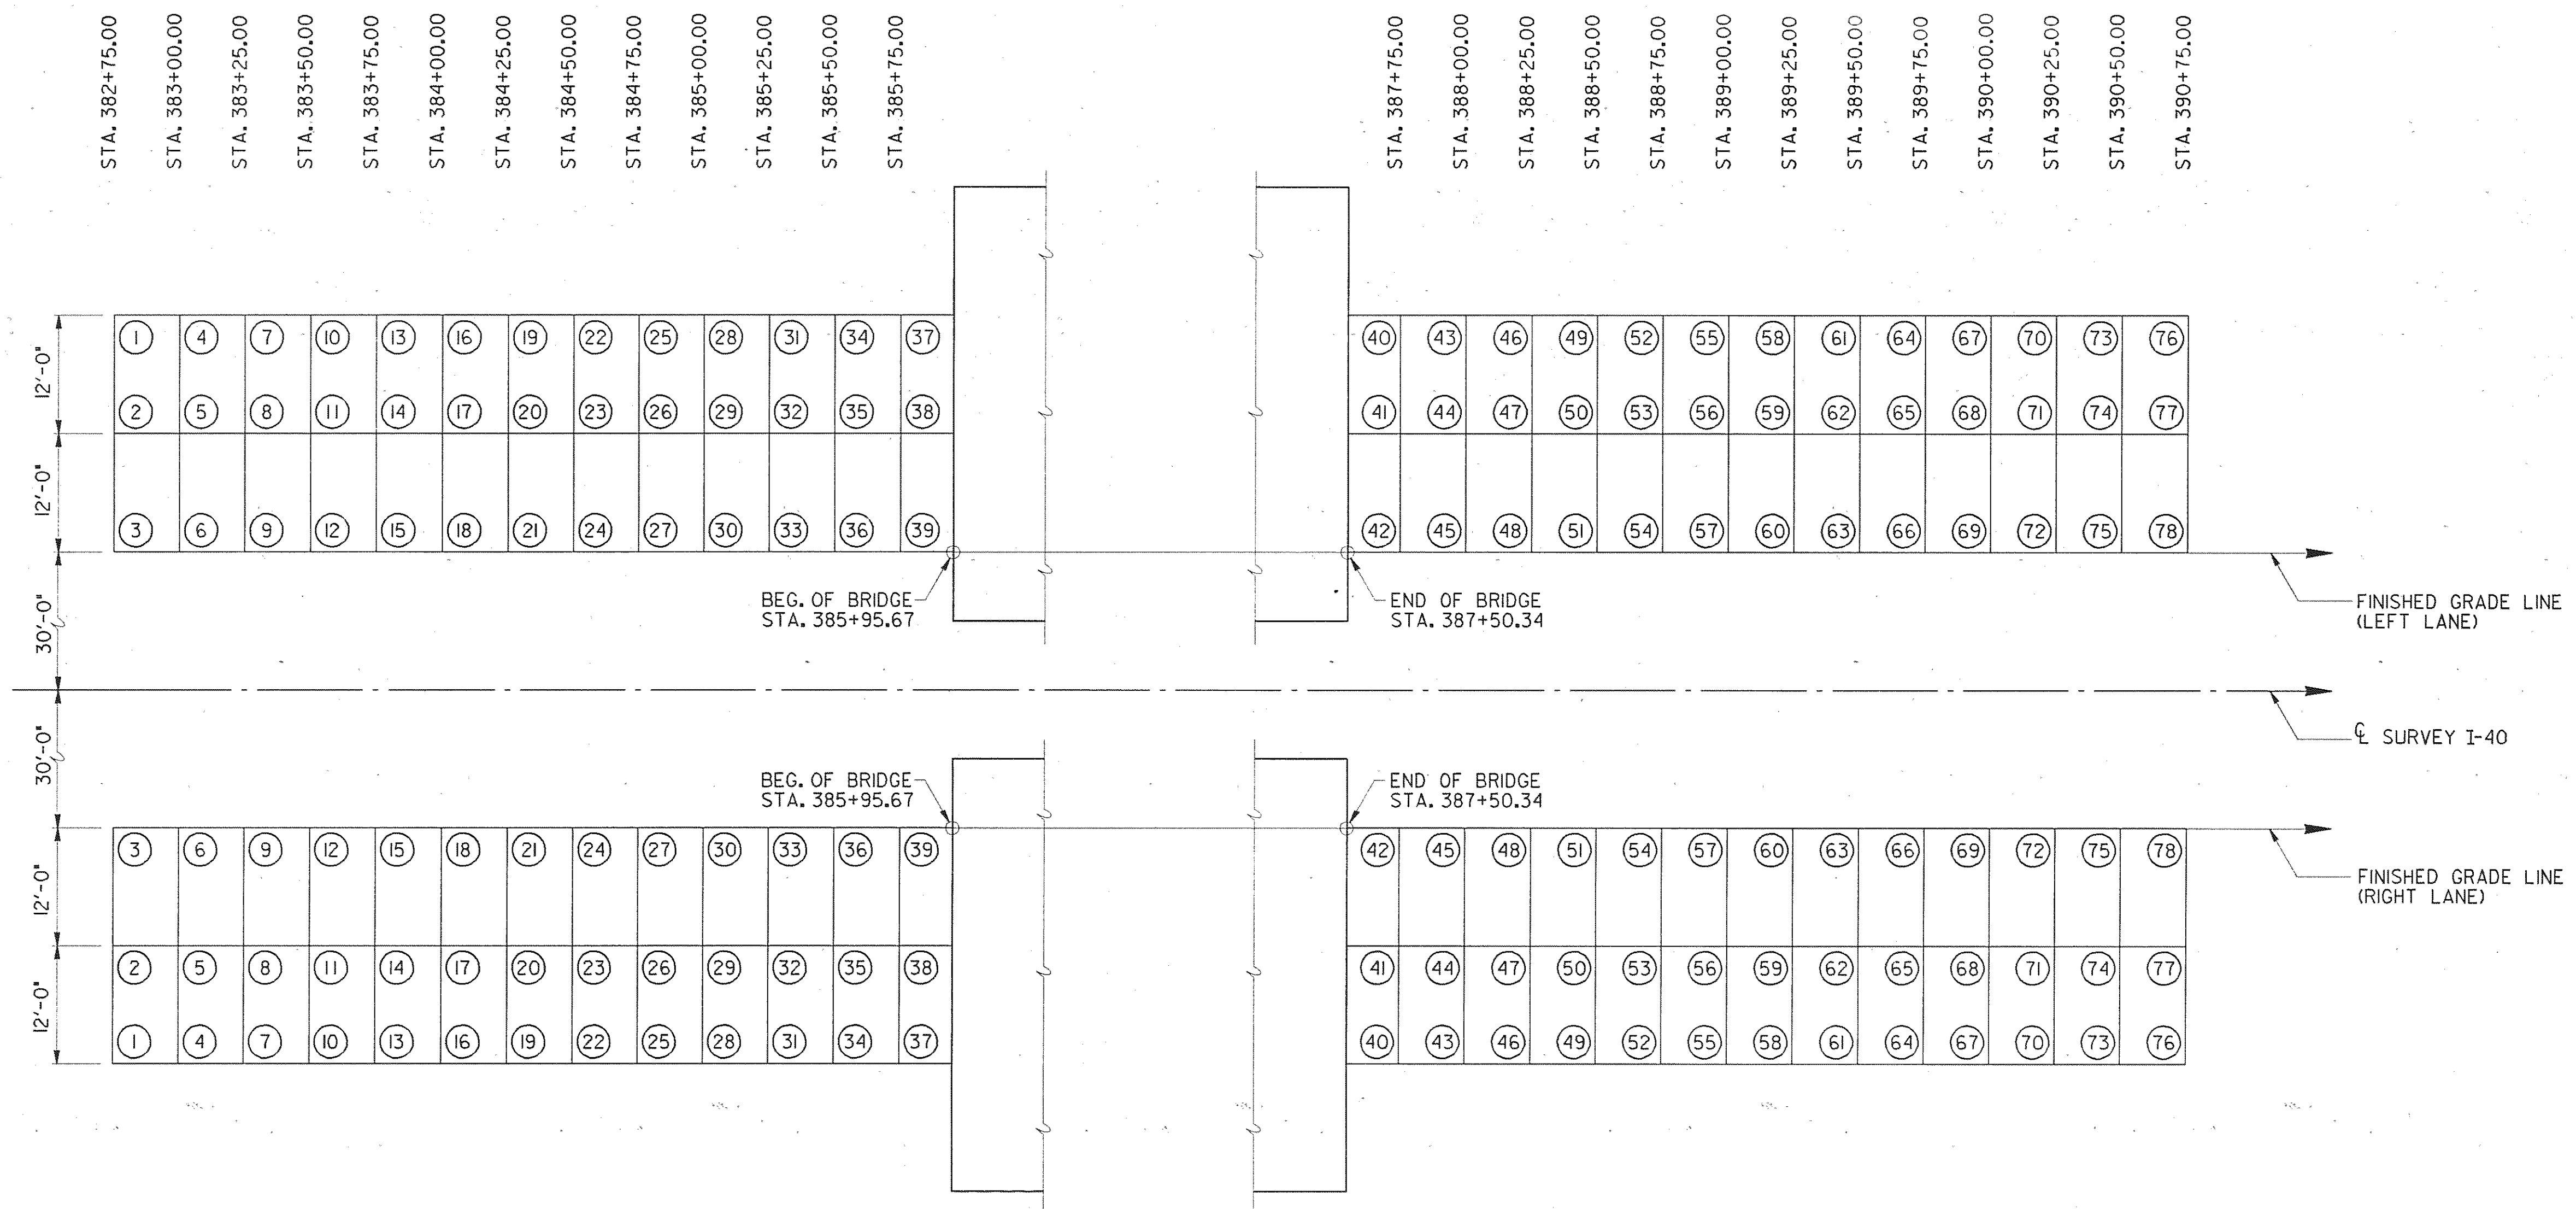 STA. 382+75.00
STA. 383+00.00
STA. 383+25.00
STA. 383+50.00
STA. 383+75.00
STA. 384+00.00
STA. 384+25.00
STA. 384+50.00
STA. 384+75.00
STA. 385+00.00
STA. 385+25.00
STA. 385+50.00
STA. 385+75.00
STA. 387+75.00
STA. 388+00.00
STA. 388+25.00
STA. 388+50.00
STA. 388+75.00
STA. 389+00.00
STA. 389+25.00
STA. 389+50.00
STA. 389+75.00
STA. 390+00.00
STA. 390+25.00
STA. 390+50.00
STA. 390+75.00
12'-0"
1 4 7 10 13 16 19 22 25 28 31 34 37 40 43 46 49 52 55 58 61 64 67 70 73 76
2 5 8 11 14 17 20 23 26 29 32 35 38 41 44 47 50 53 56 59 62 65 68 71 74 77
12'-0"
3 6 9 12 15 18 21 24 27 30 33 36 39 42 45 48 51 54 57 60 63 66 69 72 75 78
30'-0"
BEG. OF BRIDGE
STA. 385+95.67
END OF BRIDGE
STA. 387+50.34
FINISHED GRADE LINE
(LEFT LANE)
30'-0"
℄ SURVEY I-40
BEG. OF BRIDGE
STA. 385+95.67
END OF BRIDGE
STA. 387+50.34
12'-0"
3 6 9 12 15 18 21 24 27 30 33 36 39 42 45 48 51 54 57 60 63 66 69 72 75 78
FINISHED GRADE LINE
(RIGHT LANE)
12'-0"
2 5 8 11 14 17 20 23 26 29 32 35 38 41 44 47 50 53 56 59 62 65 68 71 74 77
1 4 7 10 13 16 19 22 25 28 31 34 37 40 43 46 49 52 55 58 61 64 67 70 73 76